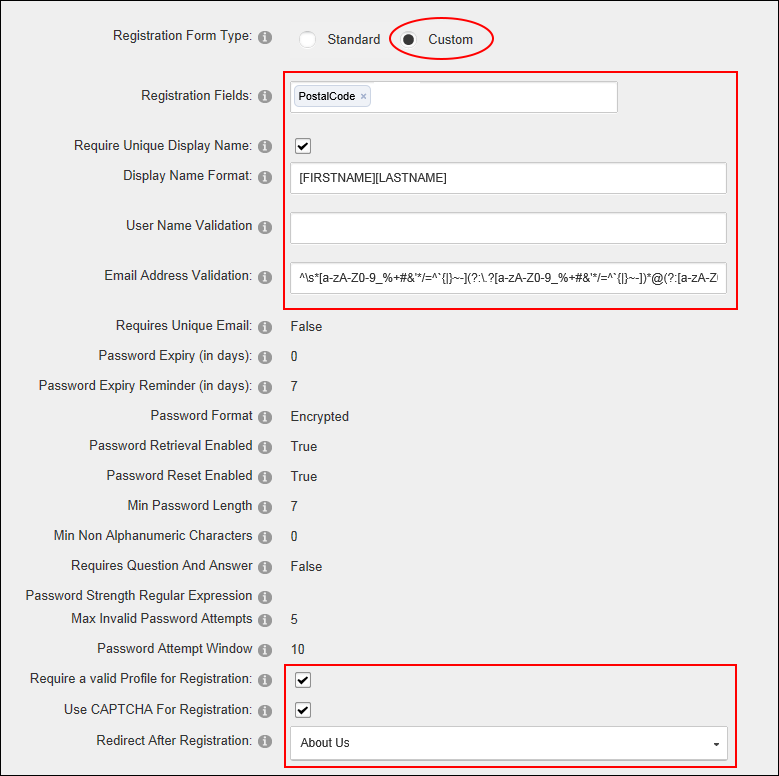 Registration Form Type: Standard Custom
Registration Fields: PostalCode ×
Require Unique Display Name:
Display Name Format: [FIRSTNAME][LASTNAME]
User Name Validation
Email Address Validation: ^\s*[a-zA-Z0-9_%+#&'*/=^`{|}~-](?:\.?[a-zA-Z0-9_%+#&'*/=^`{|}~-])*@(?:[a-zA-Z0
Requires Unique Email: False
Password Expiry (in days): 0
Password Expiry Reminder (in days): 7
Password Format Encrypted
Password Retrieval Enabled True
Password Reset Enabled True
Min Password Length 7
Min Non Alphanumeric Characters 0
Requires Question And Answer False
Password Strength Regular Expression
Max Invalid Password Attempts 5
Password Attempt Window 10
Require a valid Profile for Registration:
Use CAPTCHA For Registration:
Redirect After Registration: About Us